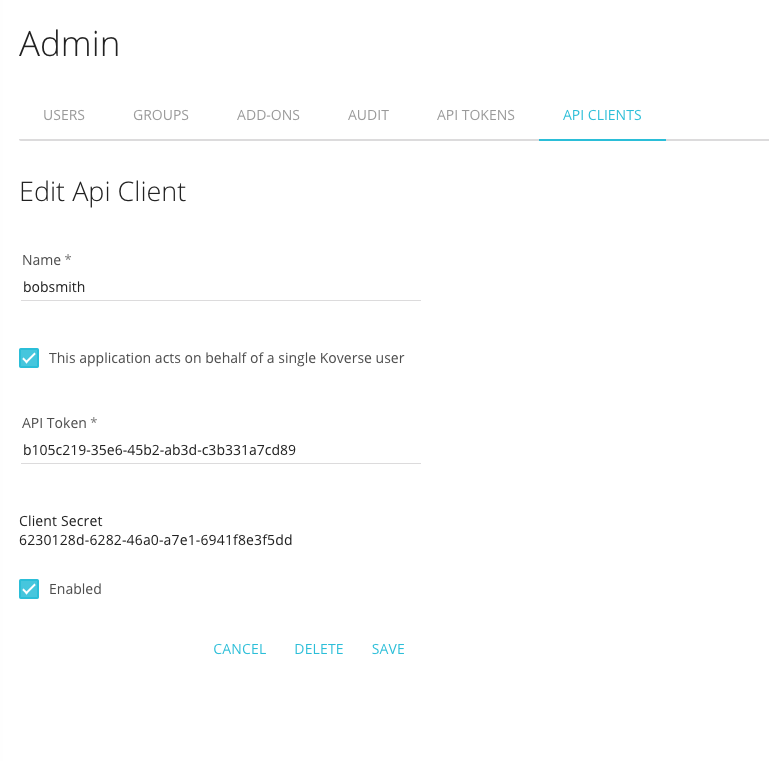 Admin
USERS GROUPS ADD-ONS AUDIT API TOKENS API CLIENTS
Edit Api Client
Name *
bobsmith
This application acts on behalf of a single Koverse user
API Token *
b105c219-35e6-45b2-ab3d-c3b331a7cd89
Client Secret
6230128d-6282-46a0-a7e1-6941f8e3f5dd
Enabled
CANCEL DELETE SAVE